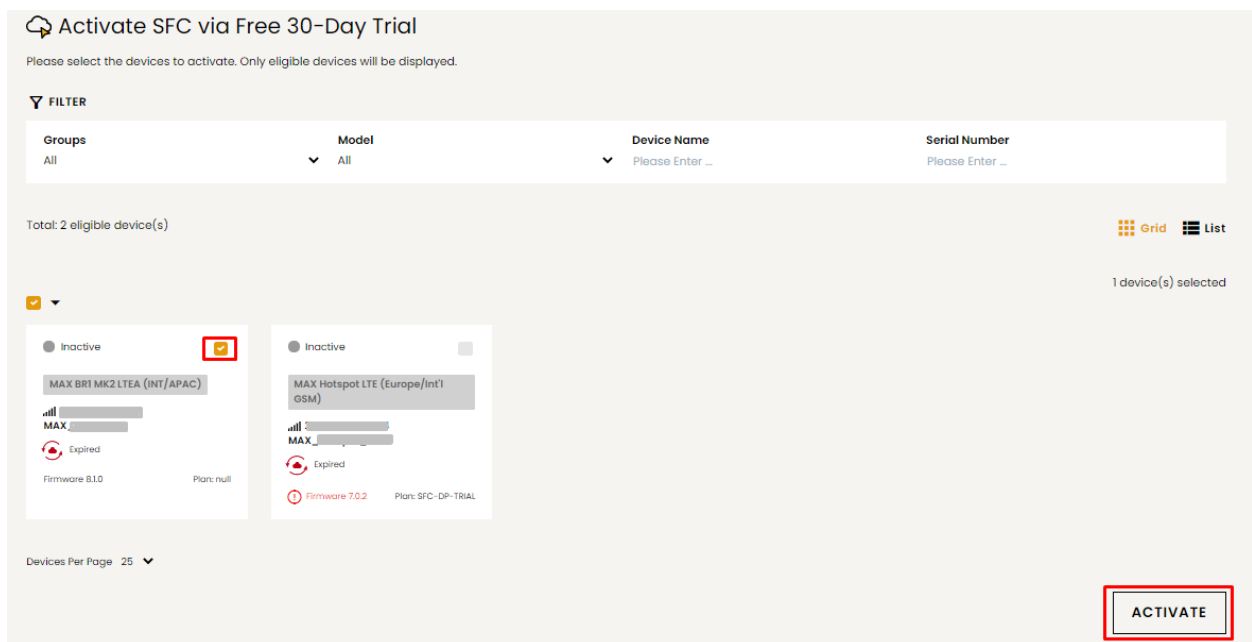 Activate SFC via Free 30-Day Trial
Please select the devices to activate. Only eligible devices will be displayed.
FILTER
Groups Model Device Name Serial Number
All All Please Enter ... Please Enter ...
Total: 2 eligible device(s)
Grid List
1 device(s) selected
Inactive
MAX BR1 MK2 LTEA (INT/APAC)
MAX_
Expired
Firmware 8.1.0 Plan: null
Inactive
MAX Hotspot LTE (Europe/Int'l
GSM)
MAX_
Expired
Firmware 7.0.2 Plan: SFC-DP-TRIAL
Devices Per Page 25
ACTIVATE